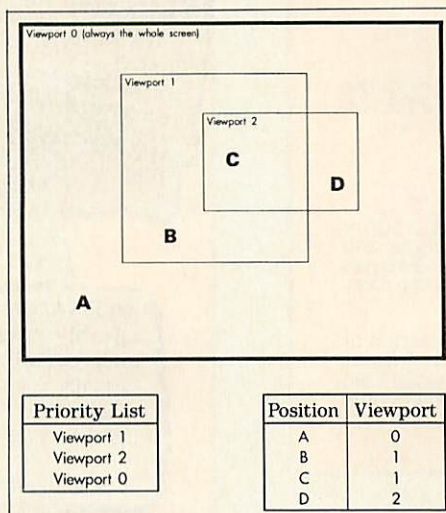 Viewport 0 (always the whole screen)
Viewport 1
Viewport 2
C
D
B
A
Priority List
Viewport 1
Viewport 2
Viewport 0
Position Viewport
A 0
B 1
C 1
D 2